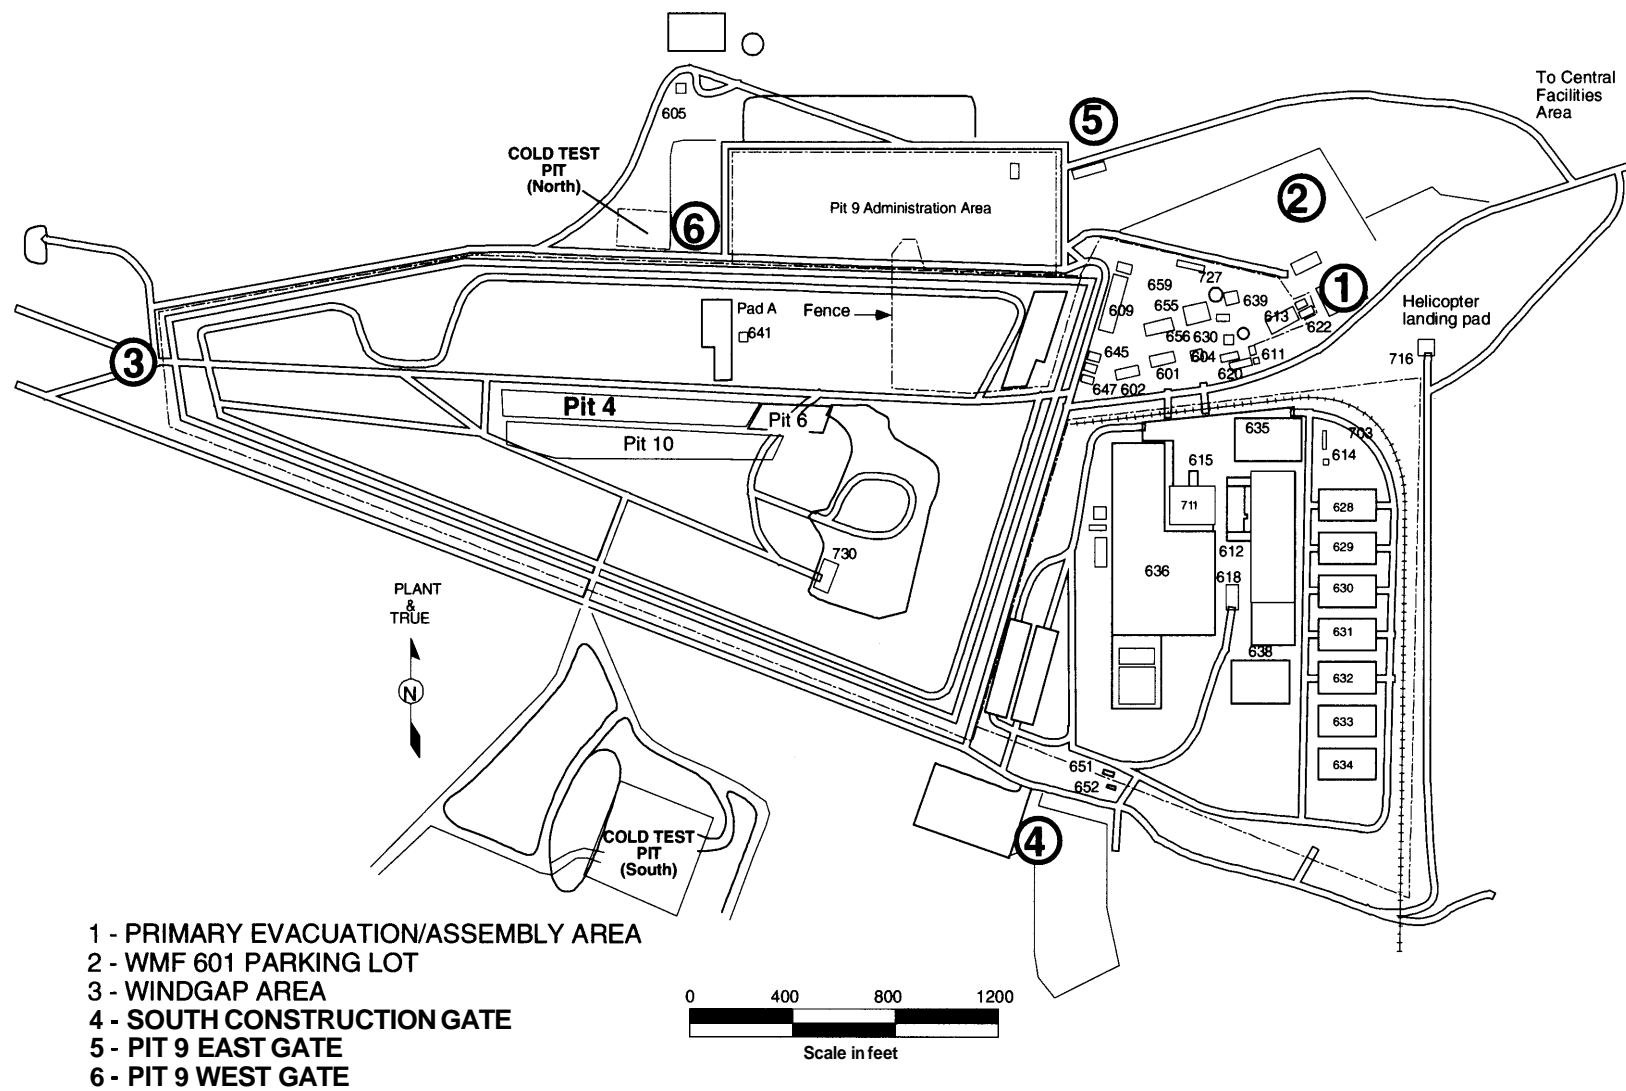 To Central
Facilities
Area
605
5
COLD TEST
PIT
(North)
2
6
Pit 9 Administration Area
727
659
639
1
655
609
613
622
Helicopter
landing pad
Pad A
Fence
641
656
630
3
645
604
611
716
601
620
647
602
Pit 4
Pit 6
635
703
Pit 10
614
615
711
628
612
629
730
636
618
630
PLANT
&
TRUE
631
638
N
632
633
651
634
652
COLD TEST
PIT
(South)
4
1 - PRIMARY EVACUATION/ASSEMBLY AREA
2 - WMF 601 PARKING LOT
3 - WINDGAP AREA
4 - SOUTH CONSTRUCTION GATE
5 - PIT 9 EAST GATE
6 - PIT 9 WEST GATE
0 400 800 1200
Scale in feet